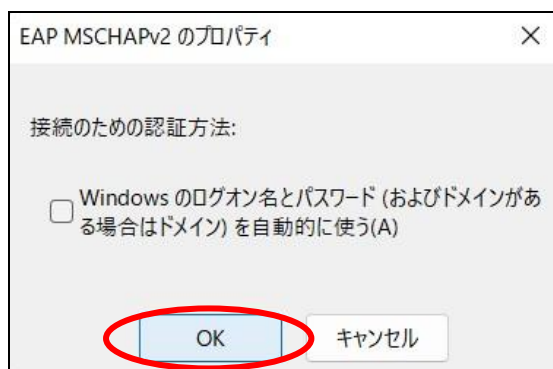 EAP MSCHAPv2 のプロパティ
接続のための認証方法:
Windows のログオン名とパスワード (およびドメインがあ
る場合はドメイン) を自動的に使う(A)
OK
キャンセル